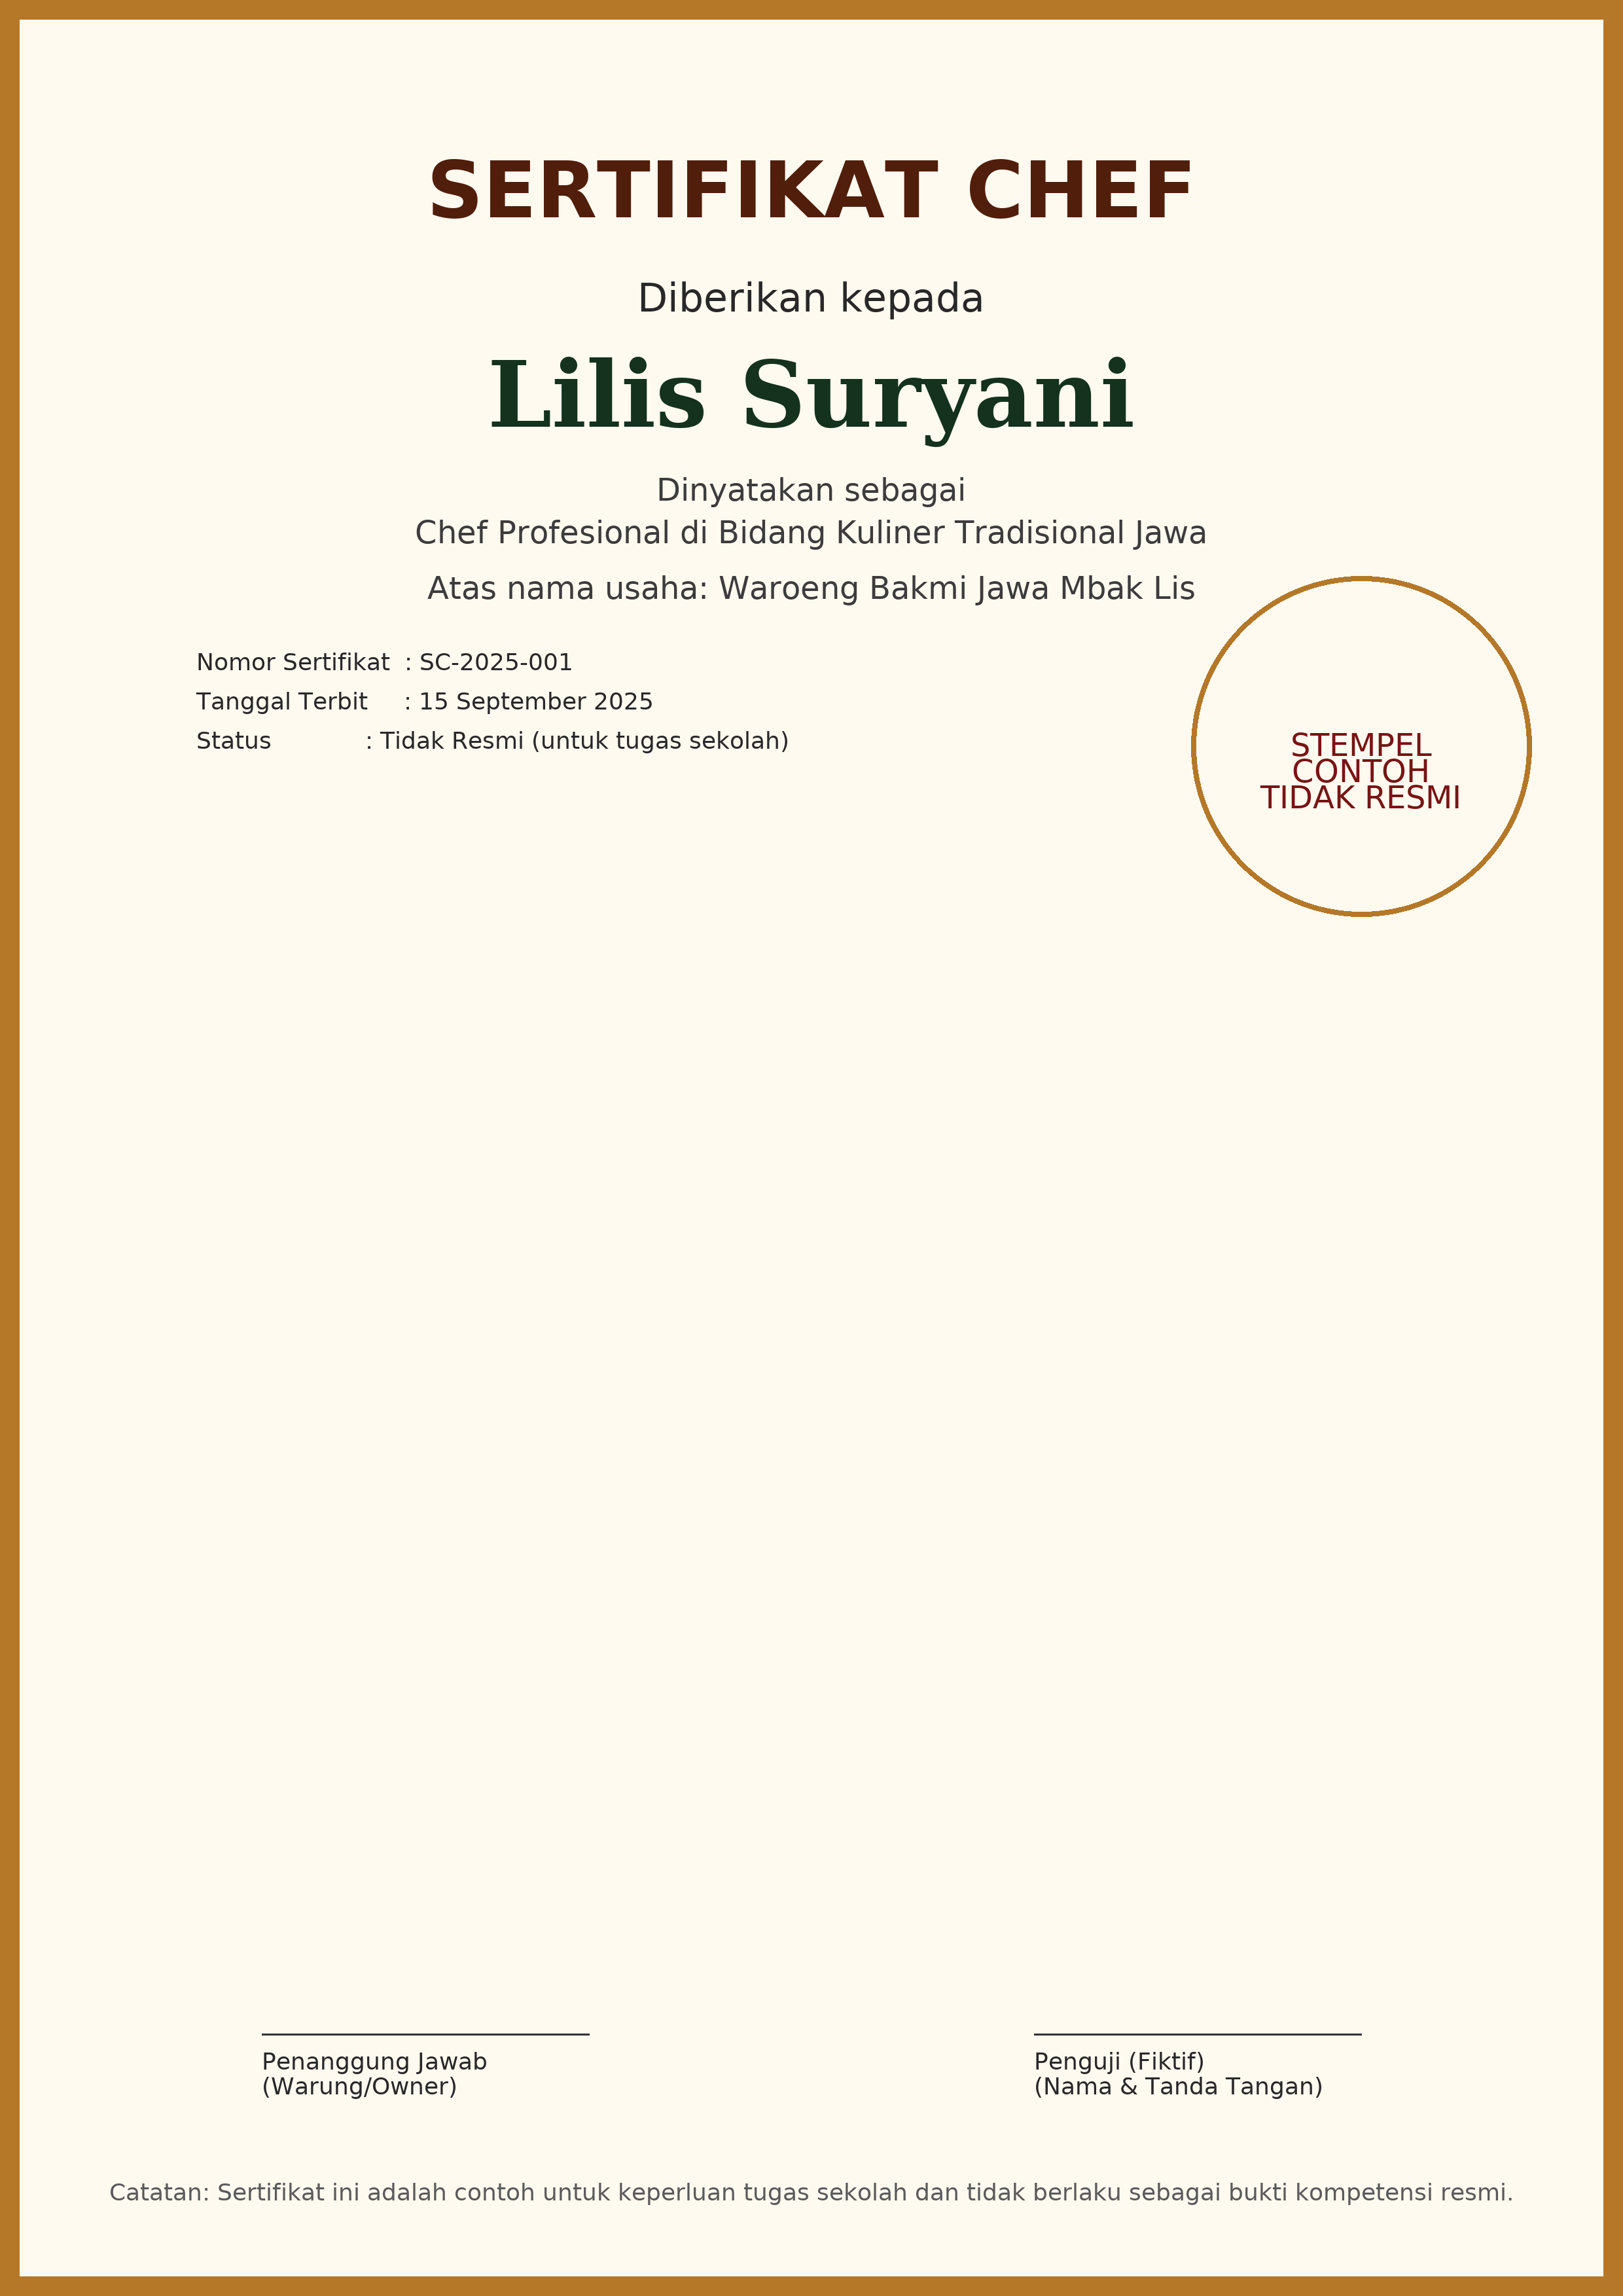 SERTIFIKAT CHEF
Diberikan kepada
Lilis Suryani
Dinyatakan sebagai
Chef Profesional di Bidang Kuliner Tradisional Jawa
Atas nama usaha: Waroeng Bakmi Jawa Mbak Lis
Nomor Sertifikat : SC-2025-001
Tanggal Terbit : 15 September 2025
Status : Tidak Resmi (untuk tugas sekolah)
STEMPEL
CONTOH
TIDAK RESMI
Penanggung Jawab
(Warung/Owner)
Penguji (Fiktif)
(Nama & Tanda Tangan)
Catatan: Sertifikat ini adalah contoh untuk keperluan tugas sekolah dan tidak berlaku sebagai bukti kompetensi resmi.